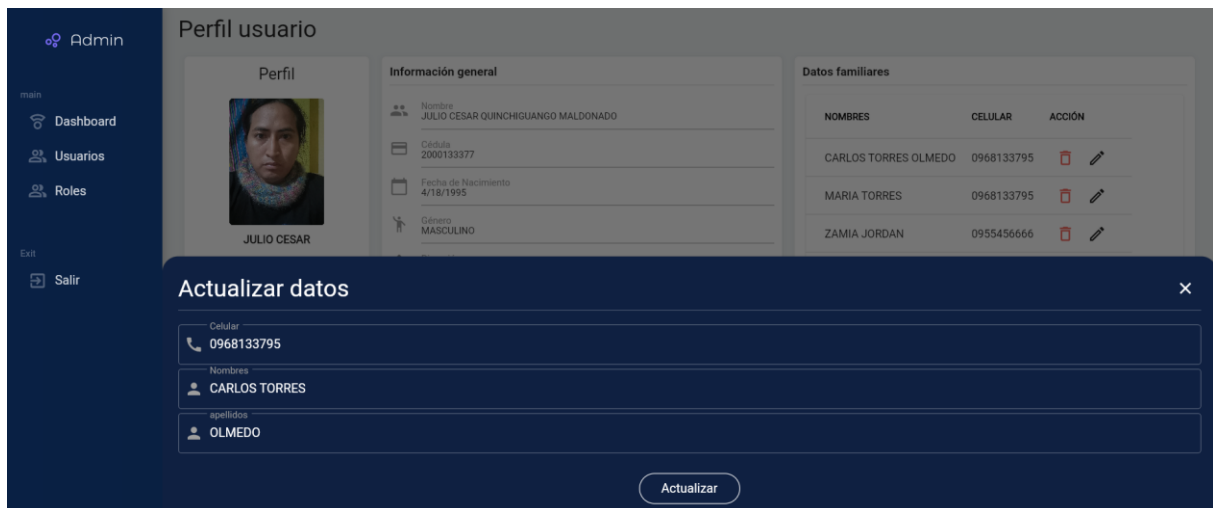 Admin
main
Dashboard
Usuarios
Roles
Exit
Salir
Perfil usuario
Perfil
JULIO CESAR
Información general
Nombre
JULIO CESAR QUINCHIGUANGO MALDONADO
Cédula
2000133377
Fecha de Nacimiento
4/18/1995
Género
MASCULINO
Datos familiares
NOMBRES CELULAR ACCIÓN
CARLOS TORRES OLMEDO 0968133795
MARIA TORRES 0968133795
ZAMIA JORDAN 0955456666
Actualizar datos
Celular
0968133795
Nombres
CARLOS TORRES
apellidos
OLMEDO
Actualizar